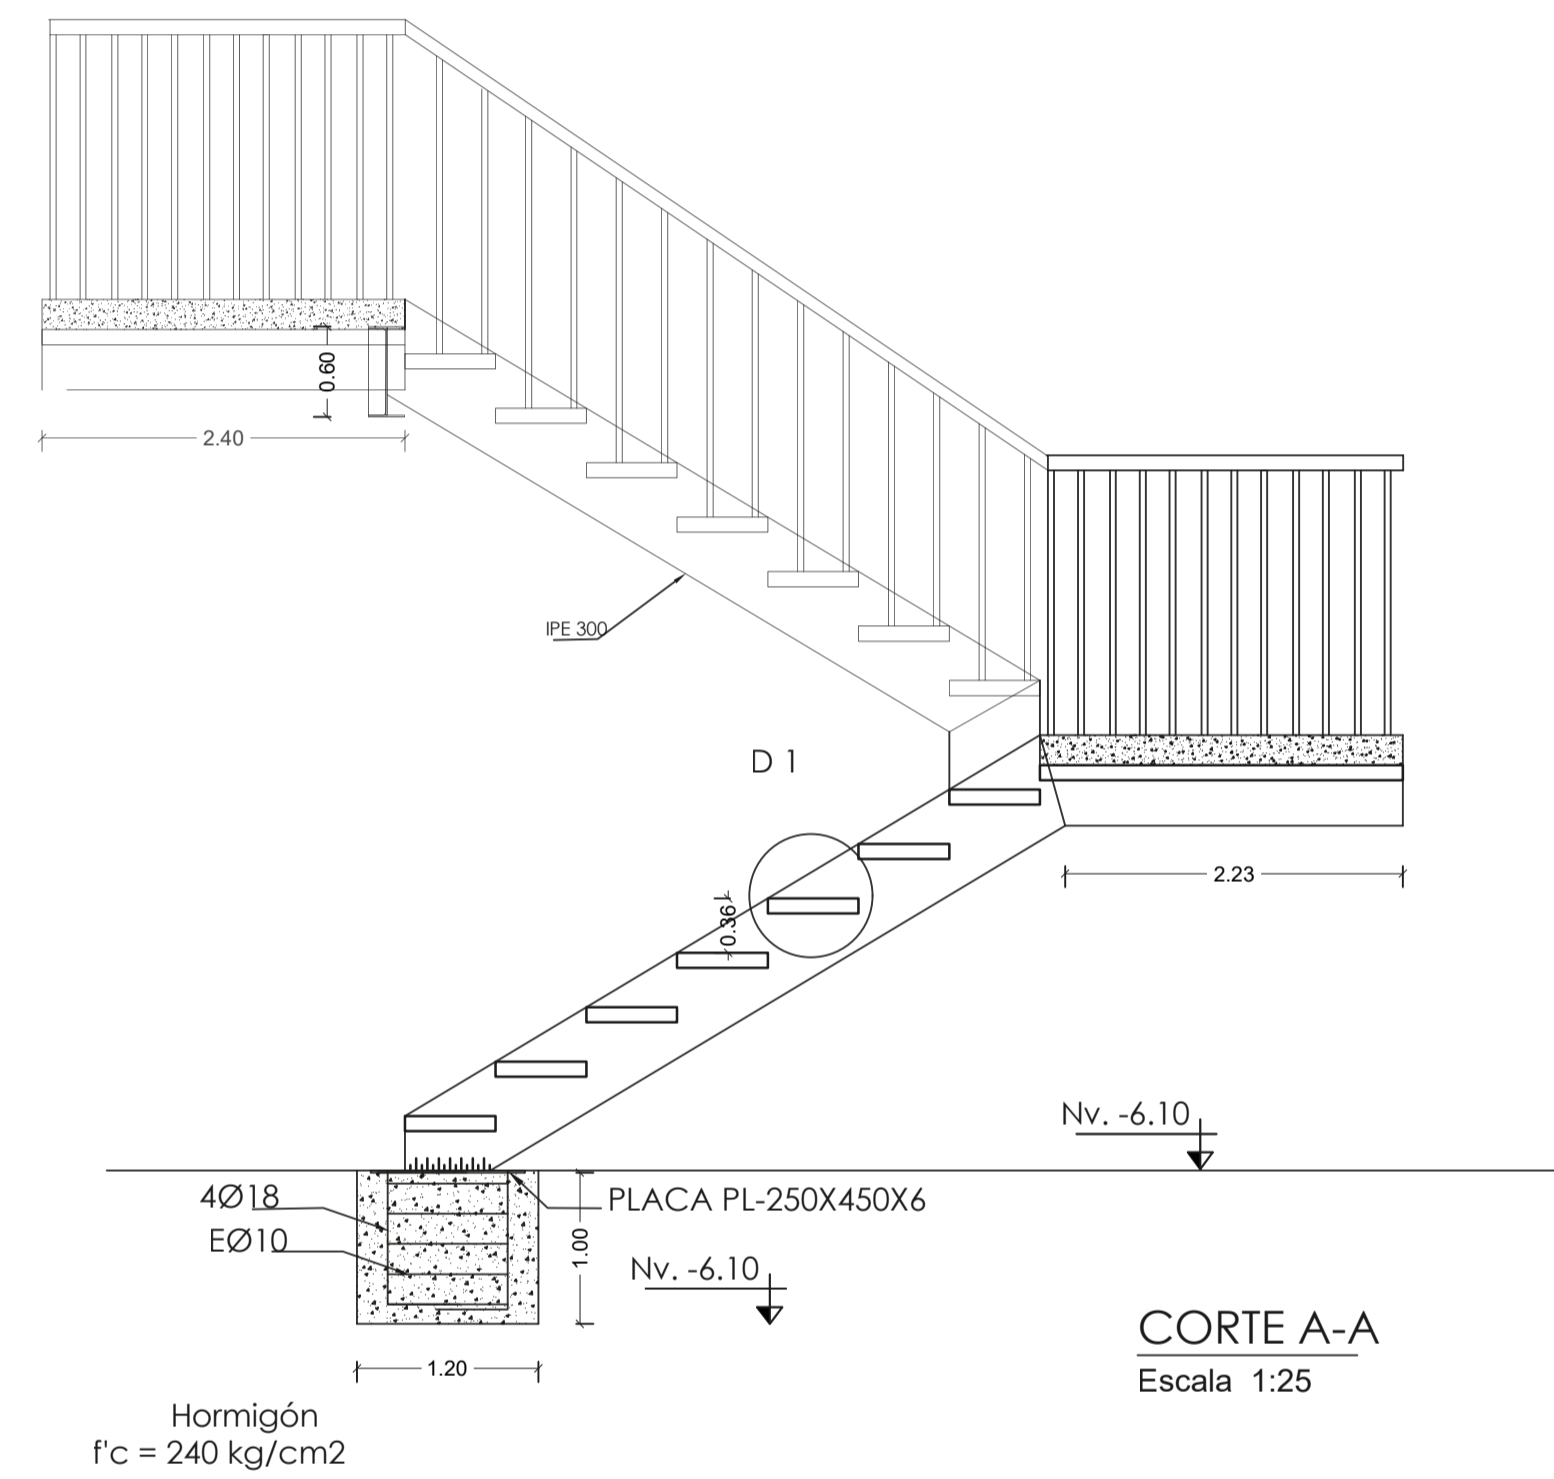 0.60
2.40
IPE 300
D 1
2.23
0.36
Nv. -6.10
4Ø18
PLACA PL-250X450X6
EØ10
1.00
Nv. -6.10
CORTE A-A
Escala 1:25
1.20
Hormigón
f'c = 240 kg/cm2